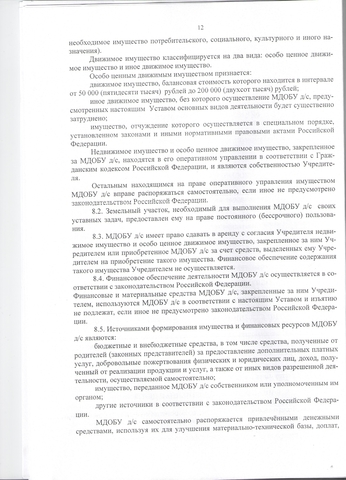 12
необходимое имущество потребительского, социального, культурного и иного на-
значения).
Движимое имущество классифицируется на два вида: особо ценное движи-
мое имущество и иное движимое имущество.
Особо ценным движимым имуществом признается:
движимое имущество, балансовая стоимость которого находится в интервале
от 50 000 (пятидесяти тысяч) рублей до 200 000 (двухсот тысяч) рублей;
иное движимое имущество, без которого осуществление МДОБУ д/с, преду-
смотренных настоящим Уставом основных видов деятельности будет существенно
затруднено;
имущество, отчуждение которого осуществляется в специальном порядке,
установленном законами и иными нормативными правовыми актами Российской
Федерации.
Недвижимое имущество и особо ценное движимое имущество, закрепленное
за МДОБУ д/с, находятся в его оперативном управлении в соответствии с Граж-
данским кодексом Российской Федерации, и являются собственностью Учредите-
ля.
Остальным находящимся на праве оперативного управления имуществом
МДОБУ д/с вправе распоряжаться самостоятельно, если иное не предусмотрено
законодательством Российской Федерации.
8.2. Земельный участок, необходимый для выполнения МДОБУ д/с своих
уставных задач, предоставлен ему на праве постоянного (бессрочного) пользова-
ния.
8.3. МДОБУ д/с имеет право сдавать в аренду с согласия Учредителя недви-
жимое имущество и особо ценное движимое имущество, закрепленное за ним Уч-
редителем или приобретенное МДОБУ д/с за счет средств, выделенных ему Учре-
дителем на приобретение такого имущества. Финансовое обеспечение содержания
такого имущества Учредителем не осуществляется.
8.4. Финансовое обеспечение деятельности МДОБУ д/с осуществляется в со-
ответствии с законодательством Российской Федерации.
Финансовые и материальные средства МДОБУ д/с, закрепленные за ним Учреди-
телем, используются МДОБУ д/с в соответствии с настоящим Уставом и изъятию
не подлежат, если иное не предусмотрено законодательством Российской Федера-
ции.
8.5. Источниками формирования имущества и финансовых ресурсов МДОБУ
д/с являются:
бюджетные и внебюджетные средства, в том числе средства, полученные от
родителей (законных представителей) за предоставление дополнительных платных
услуг, добровольные пожертвования физических и юридических лиц, доход, полу-
ченный от реализации продукции и услуг, а также от иных видов разрешенной дея-
тельности, осуществляемой самостоятельно;
имущество, переданное МДОБУ д/с собственником или уполномоченным им
органом;
другие источники в соответствии с законодательством Российской Федера-
ции.
МДОБУ д/с самостоятельно распоряжается привлечёнными денежными
средствами, используя их для улучшения материально-технической базы, доплат,